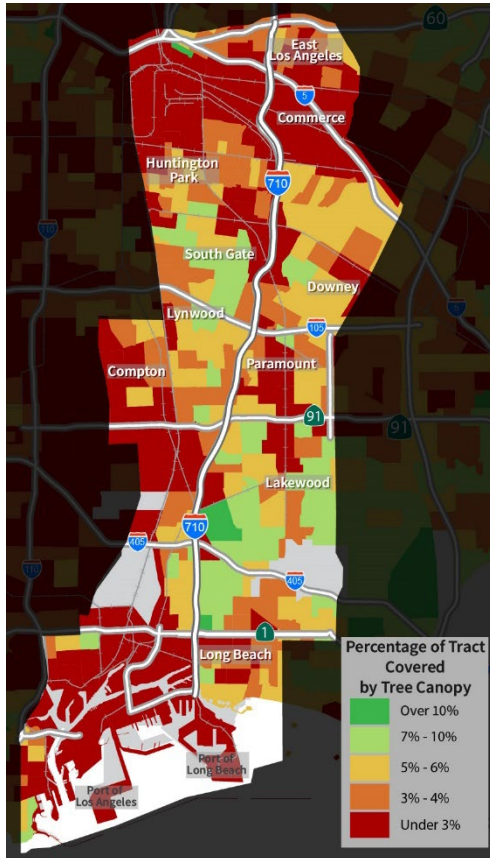 60
East
Los Angeles
5
Commerce
Huntington
Park
710
110
South Gate
Downey
5
Lynwood
105
Compton
Paramount
91
91
Lakewood
710
405
405
110
1
Long Beach
Port of
Long Beach
Port of
Los Angeles
Percentage of Tract
Covered
by Tree Canopy
Over 10%
7% - 10%
5% - 6%
3% - 4%
Under 3%